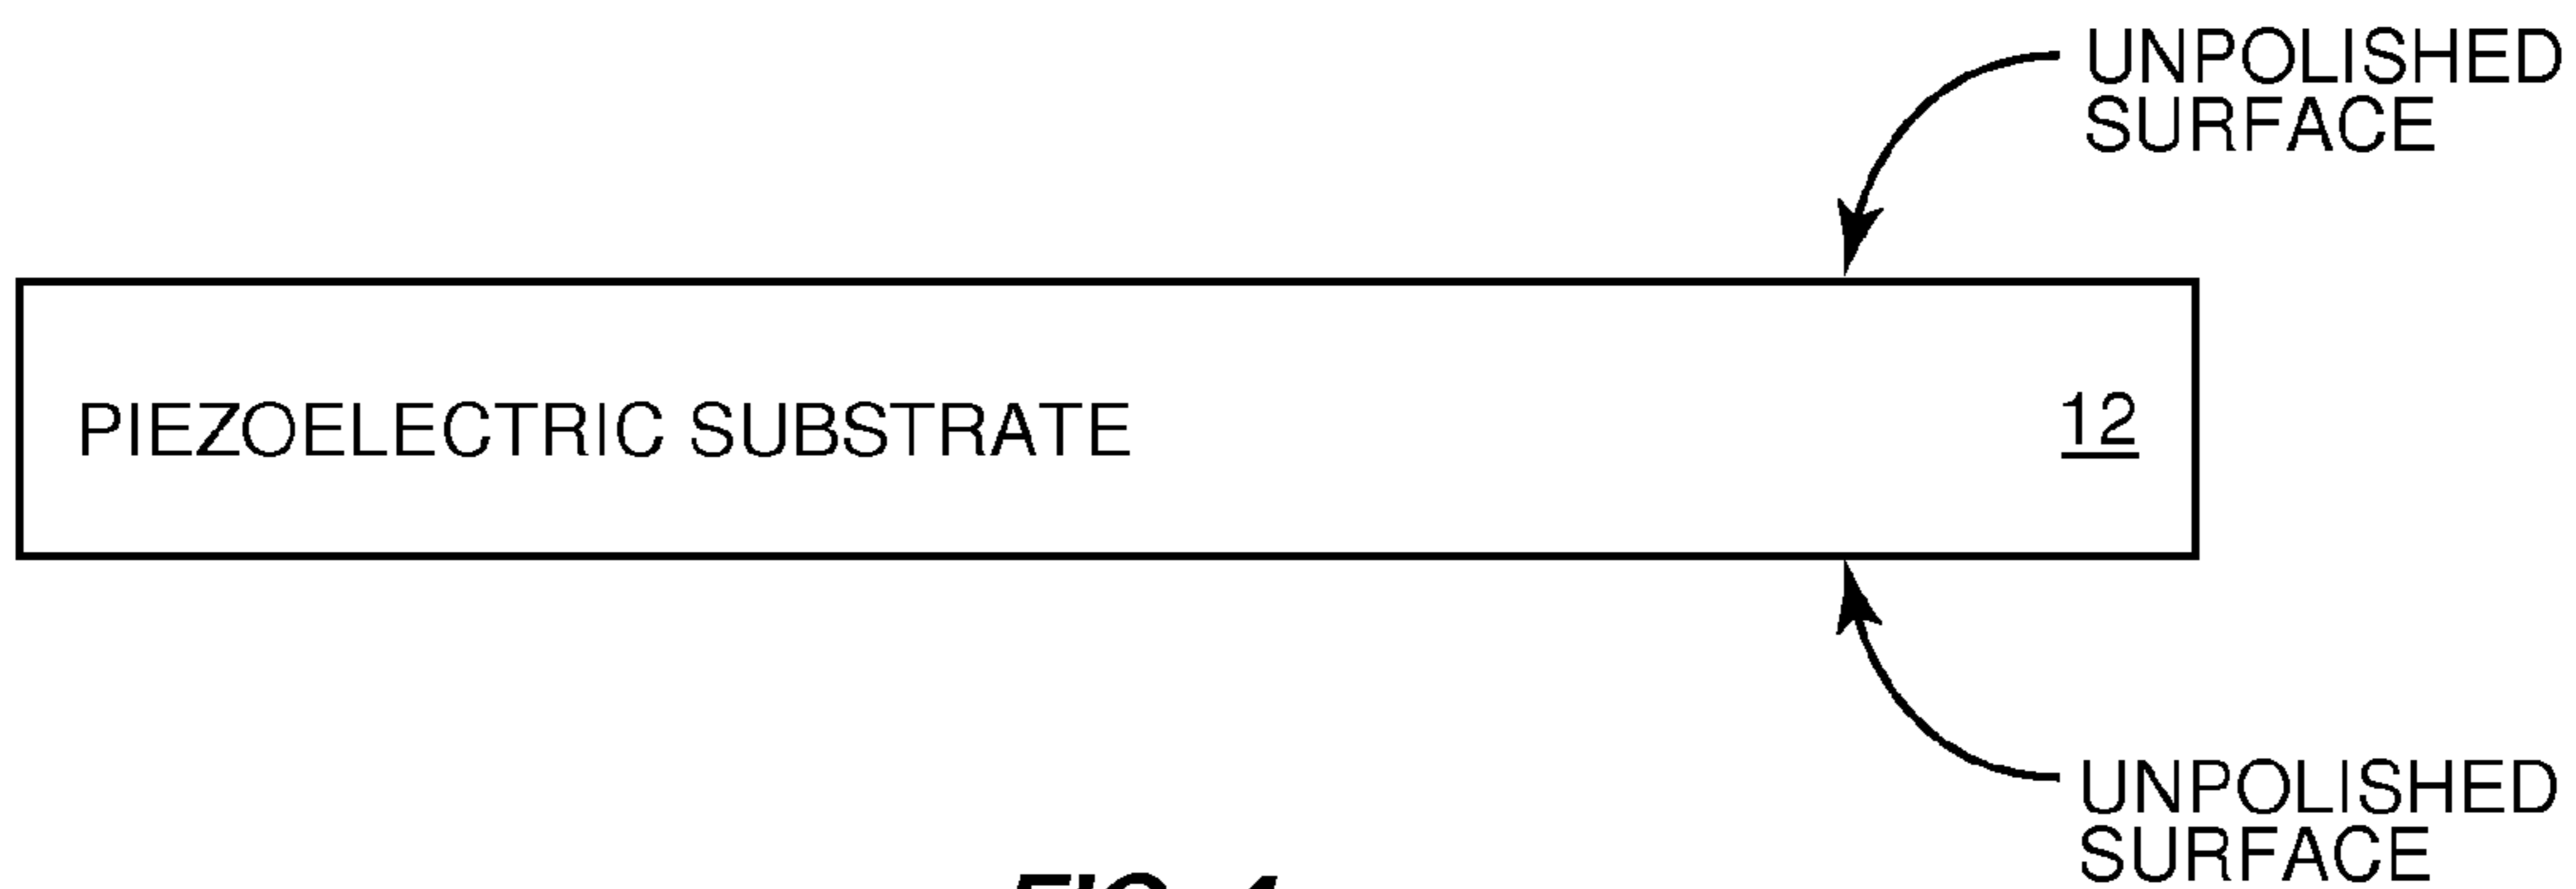 UNPOLISHED
SURFACE
PIEZOELECTRIC SUBSTRATE
12
UNPOLISHED
SURFACE